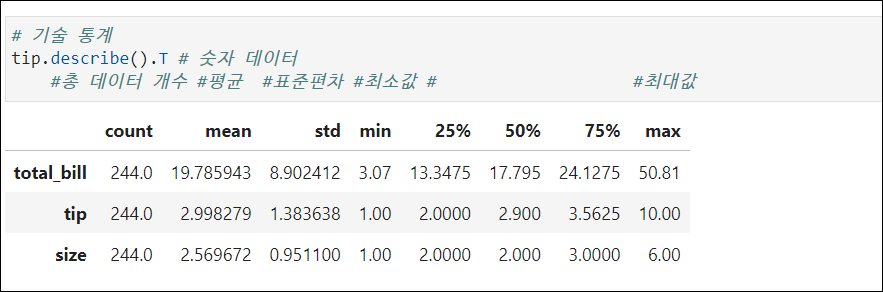 # 기술 통계
tip.describe().T # 숫자 데이터
#총 데이터 개수 #평균 #표준편차 #최소값 # #최대값
count mean std min 25% 50% 75% max
total_bill 244.0 19.785943 8.902412 3.07 13.3475 17.795 24.1275 50.81
tip 244.0 2.998279 1.383638 1.00 2.0000 2.900 3.5625 10.00
size 244.0 2.569672 0.951100 1.00 2.0000 2.000 3.0000 6.00